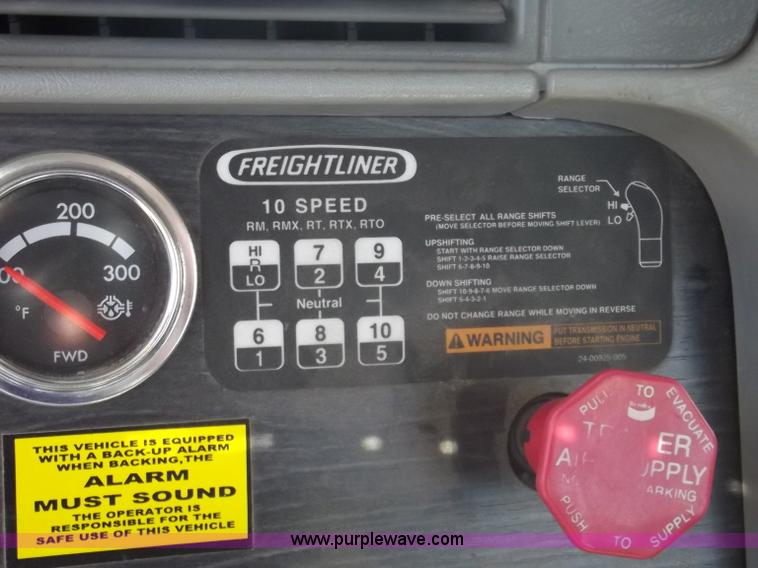 FREIGHTLINER
10 SPEED
RM, RMX, RT, RTX, RTO
HI
R
LO
7
2
9
4
Neutral
6
1
8
3
10
5
RANGE
SELECTOR
HI
LO
PRE-SELECT ALL RANGE SHIFTS
(MOVE SELECTOR BEFORE MOVING SHIFT LEVER)
UPSHIFTING
START WITH RANGE SELECTOR DOWN
SHIFT 1-2-3-4-5 RAISE RANGE SELECTOR
SHIFT 6-7-8-9-10
DOWN SHIFTING
SHIFT 10-9-8-7-6 MOVE RANGE SELECTOR DOWN
SHIFT 5-4-3-2-1
DO NOT CHANGE RANGE WHILE MOVING IN REVERSE
WARNING
PUT TRANSMISSION IN NEUTRAL
BEFORE STARTING ENGINE
24-00925-005
200
300
°F
FWD
THIS VEHICLE IS EQUIPPED
WITH A BACK-UP ALARM
WHEN BACKING, THE
ALARM
MUST SOUND
THE OPERATOR IS
RESPONSIBLE FOR THE
SAFE USE OF THIS VEHICLE
PULL TO EVACUATE
ER
PPLY
ARKING
PUSH TO SUPPLY
www.purplewave.com